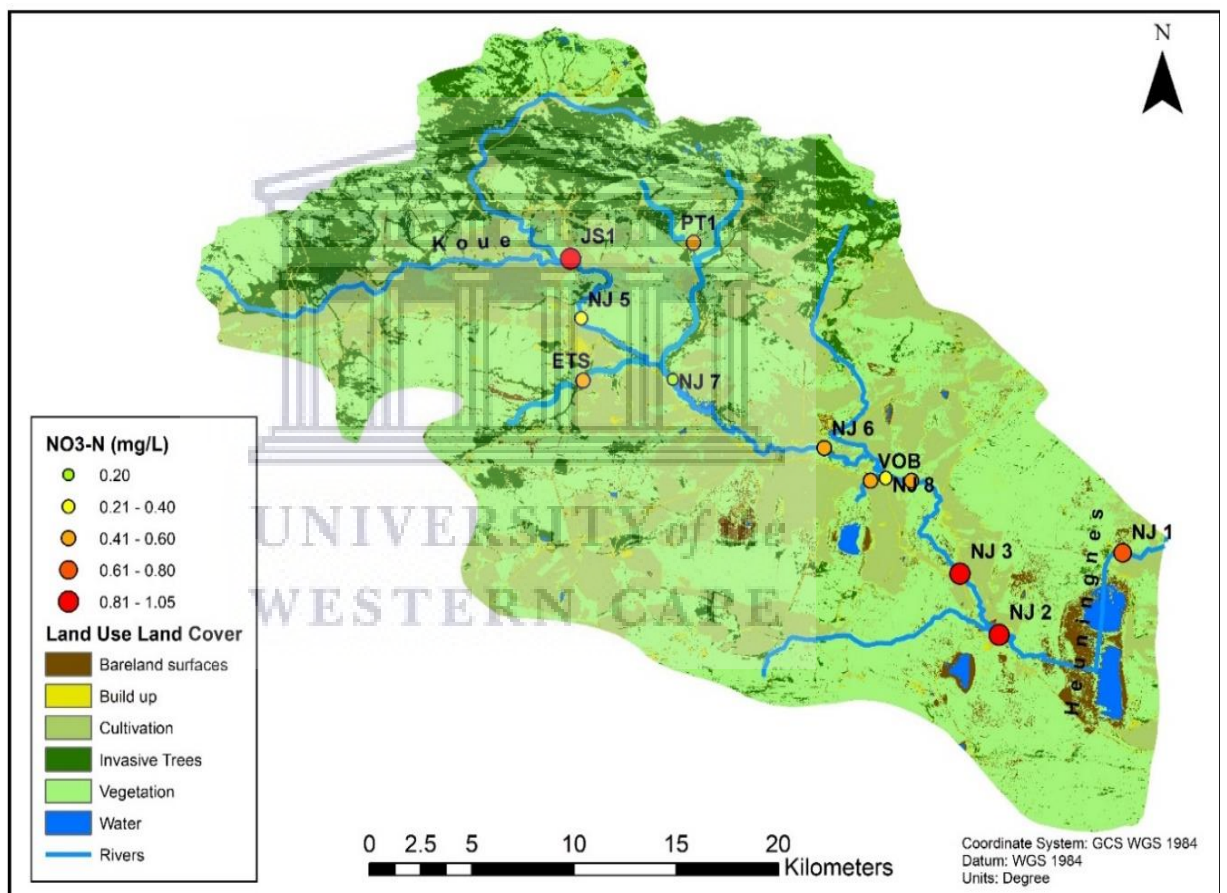 N
Koue
JS1
PT1
NJ 5
ETS
NJ 7
NJ 6
VOB
NJ 8
Heuningnes
NJ 1
NJ 3
NJ 2
UNIVERSITY of the
WESTERN CAPE
NO3-N (mg/L)
0.20
0.21 - 0.40
0.41 - 0.60
0.61 - 0.80
0.81 - 1.05
Land Use Land Cover
Bareland surfaces
Build up
Cultivation
Invasive Trees
Vegetation
Water
Rivers
0 2.5 5 10 15 20
Kilometers
Coordinate System: GCS WGS 1984
Datum: WGS 1984
Units: Degree